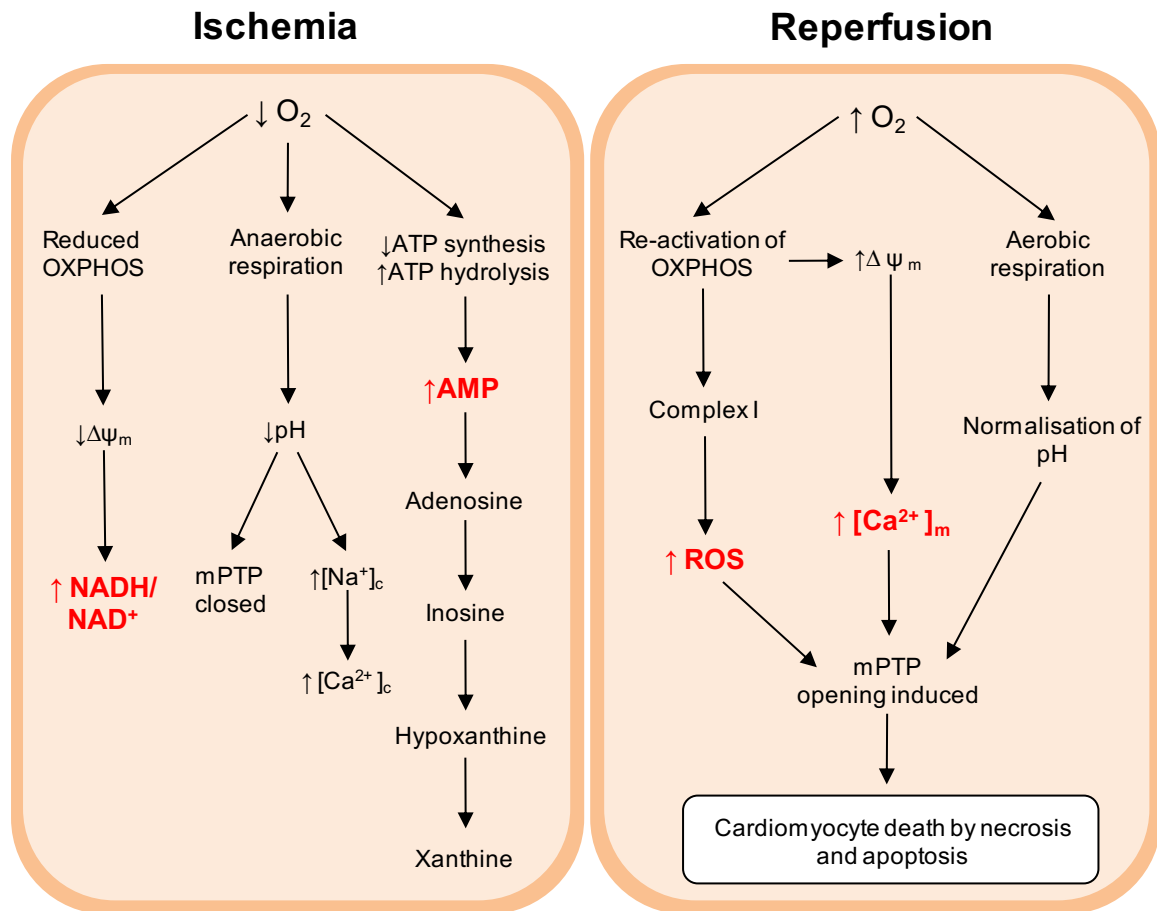 Ischemia
↓ O₂
Reduced
OXPHOS
Anaerobic
respiration
↓ATP synthesis
↑ATP hydrolysis
↓Δψₘ
↓pH
↑AMP
↑ NADH/
NAD⁺
mPTP
closed
↑[Na⁺]c
↑[Ca²⁺]c
Adenosine
Inosine
Hypoxanthine
Xanthine
Reperfusion
↑ O₂
Re-activation of
OXPHOS
↑Δ ψ ₘ
Aerobic
respiration
Complex I
Normalisation of
pH
↑ ROS
↑ [Ca²⁺]ₘ
mPTP
opening induced
Cardiomyocyte death by necrosis
and apoptosis